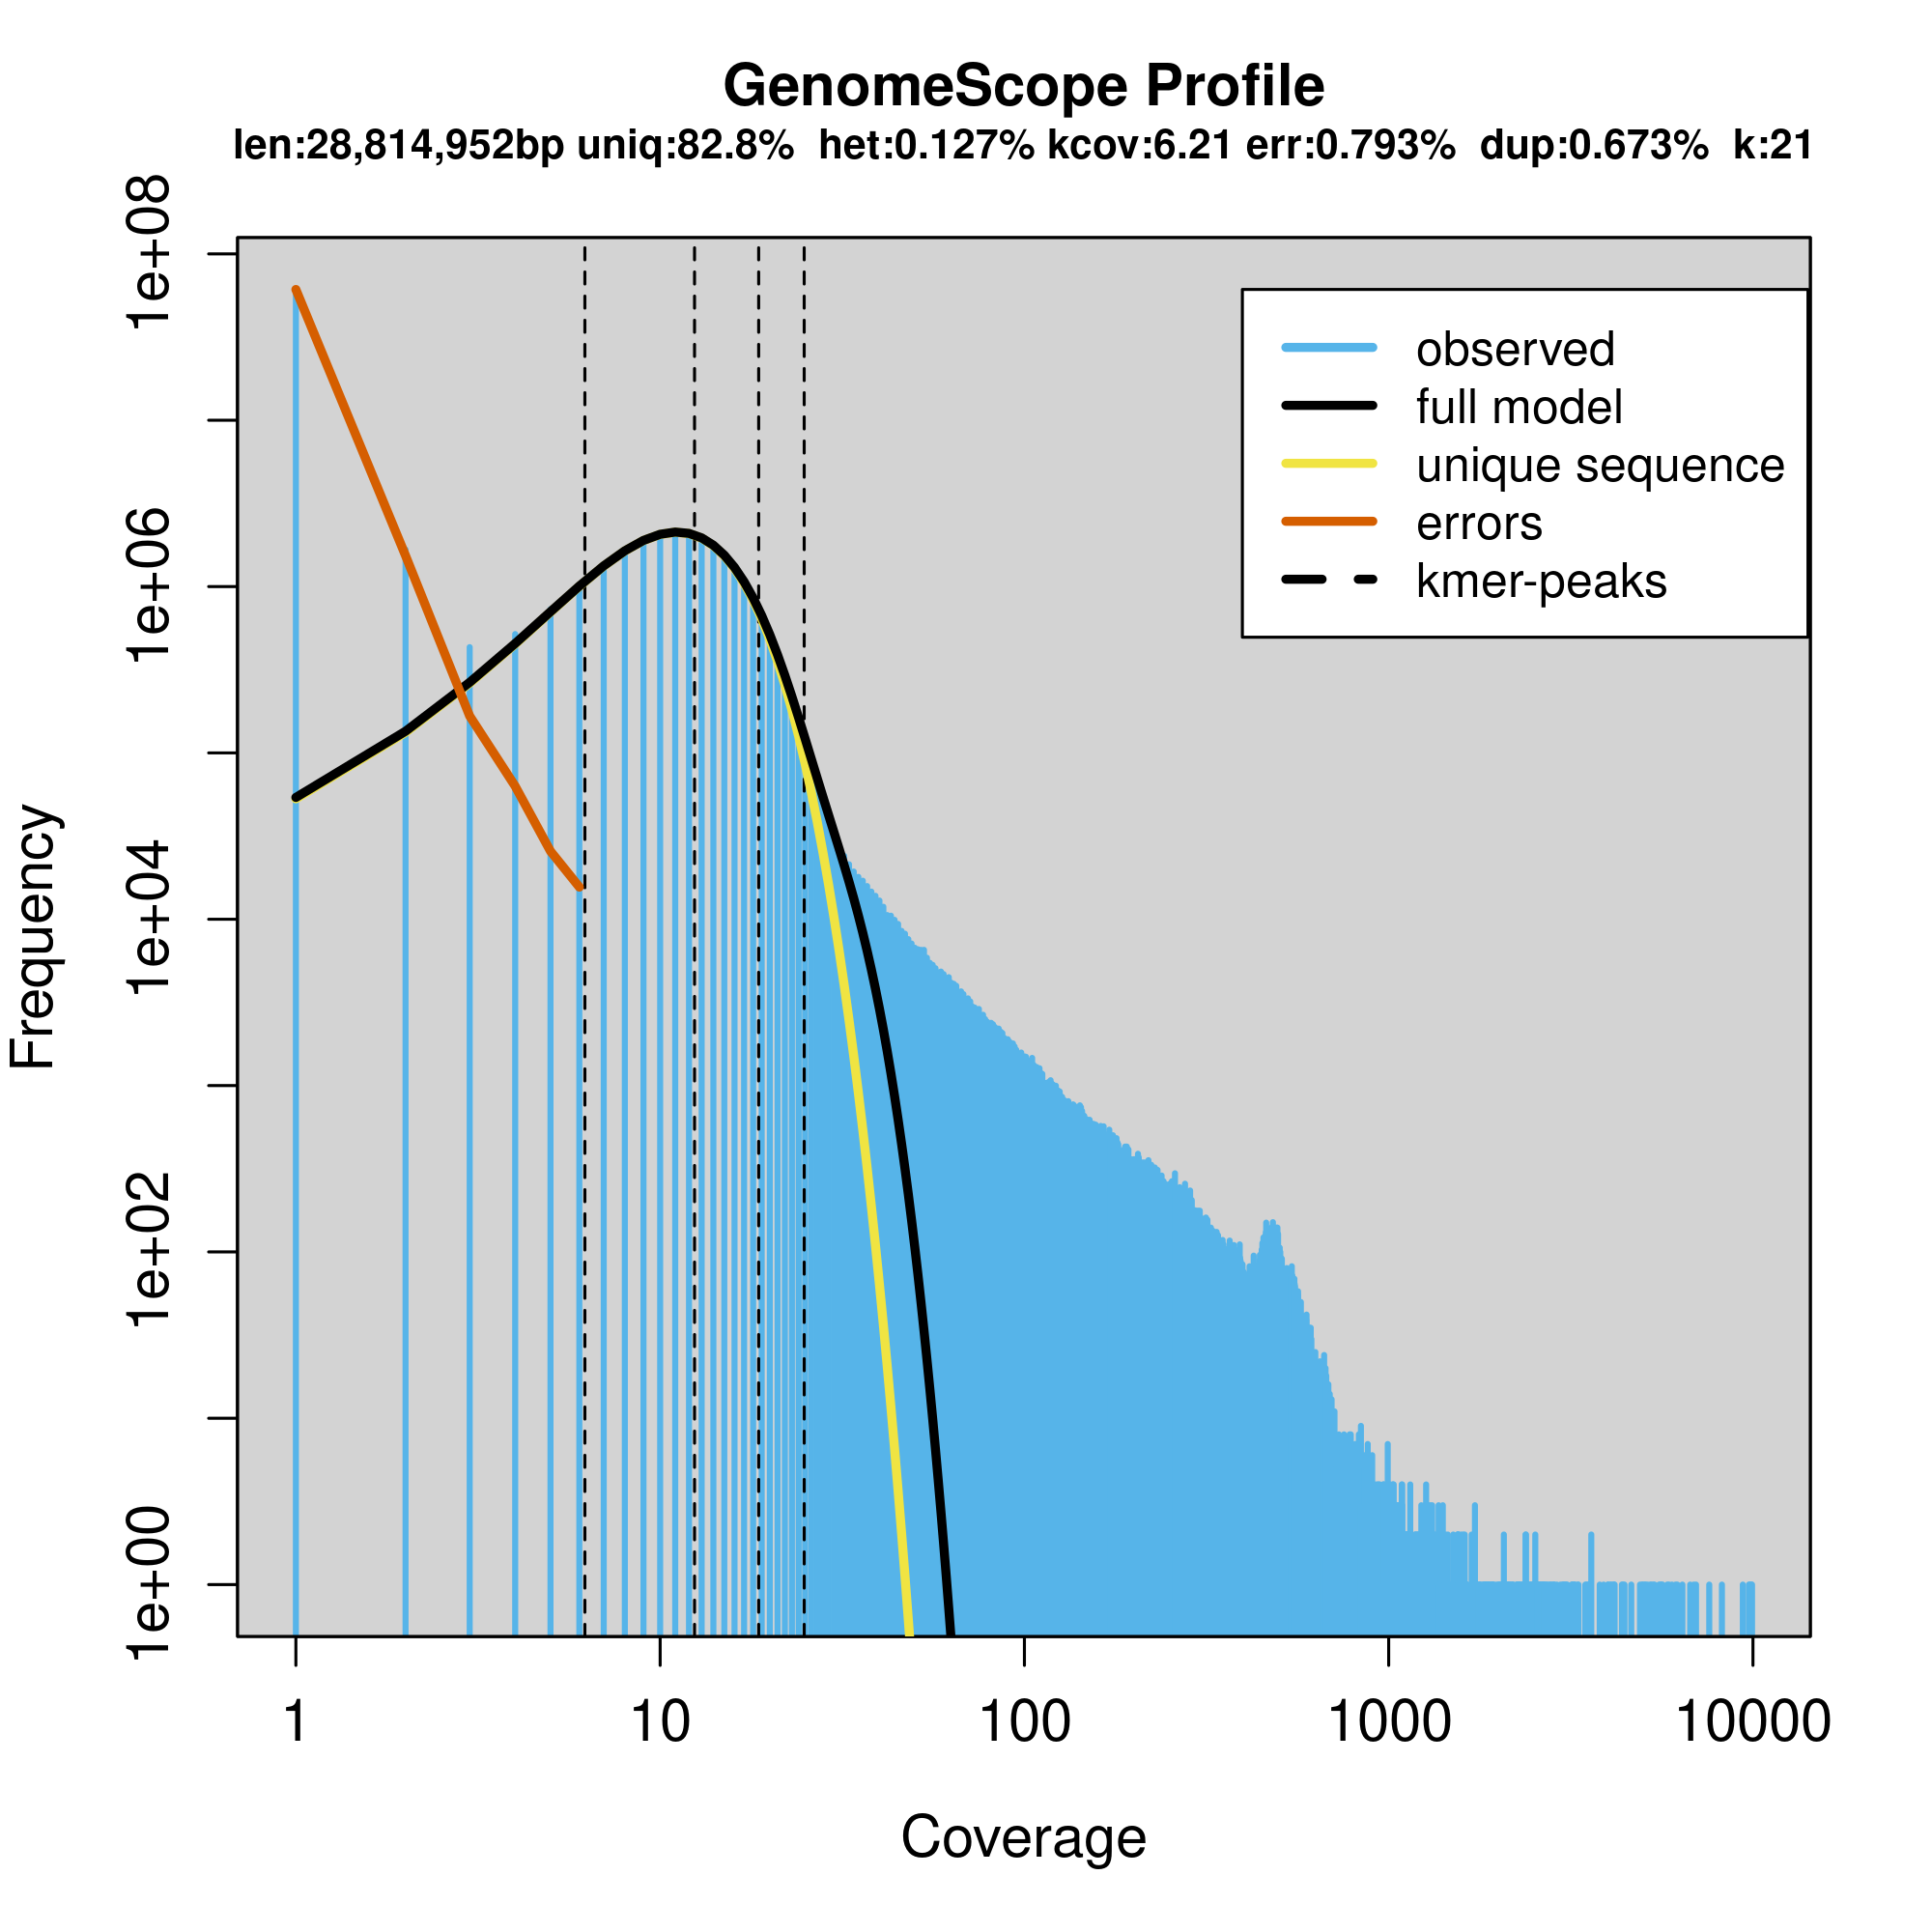 GenomeScope Profile
len:28,814,952bp uniq:82.8% het:0.127% kcov:6.21 err:0.793% dup:0.673% k:21
1e+08
1e+06
1e+04
1e+02
1e+00
Frequency
observed
full model
unique sequence
errors
kmer-peaks
1 10 100 1000 10000
Coverage